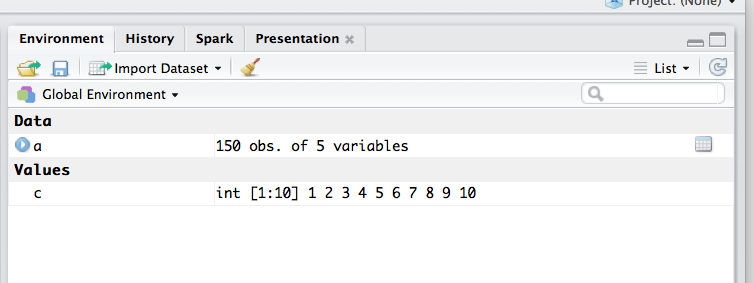 Project: (None)
Environment History Spark Presentation
Import Dataset List
Global Environment
Data
a 150 obs. of 5 variables
Values
c int [1:10] 1 2 3 4 5 6 7 8 9 10